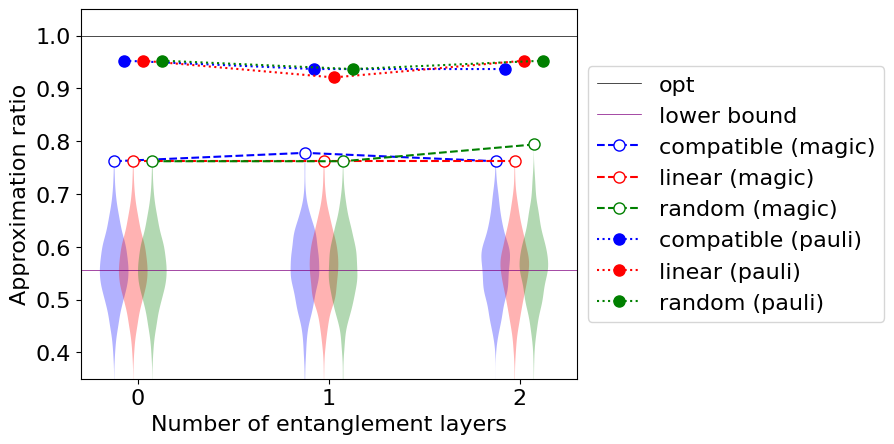 1.0
0.9
0.8
0.7
0.6
0.5
0.4
Approximation ratio
0 1 2
Number of entanglement layers
opt
lower bound
compatible (magic)
linear (magic)
random (magic)
compatible (pauli)
linear (pauli)
random (pauli)